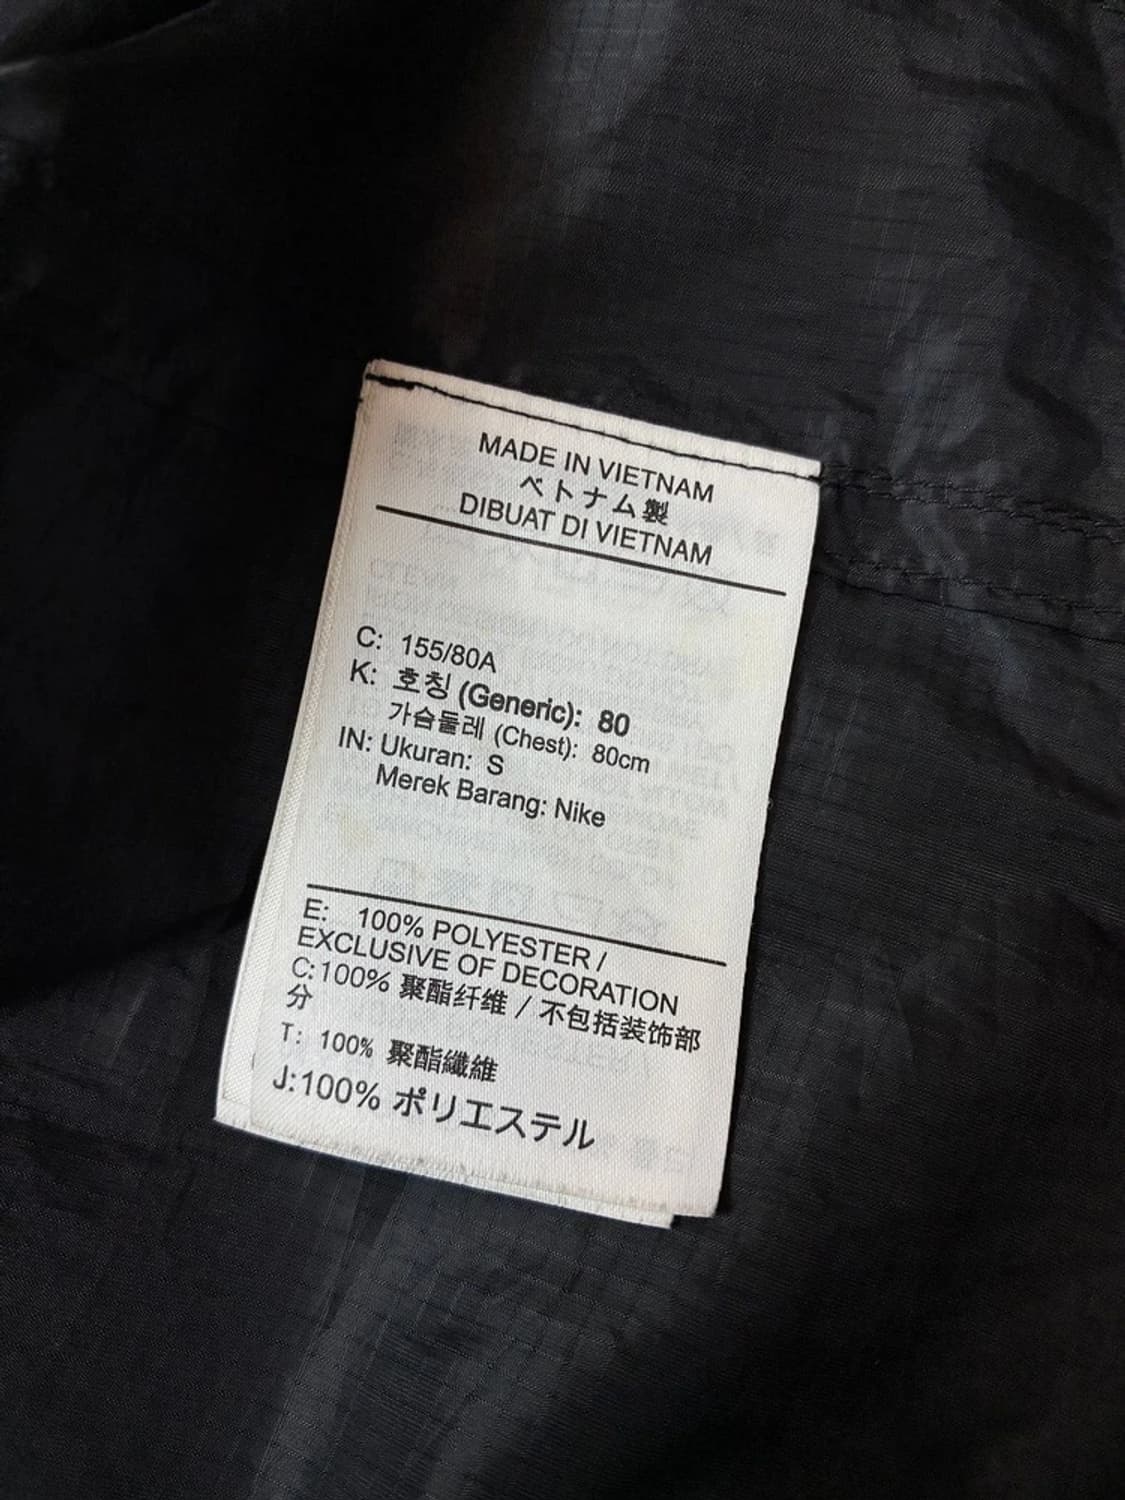 MADE IN VIETNAM
ベトナム製
DIBUAT DI VIETNAM
C: 155/80A
K: 호칭 (Generic): 80
가슴둘레 (Chest): 80cm
IN: Ukuran: S
Merek Barang: Nike
E: 100% POLYESTER /
EXCLUSIVE OF DECORATION
C:100% 聚酯纤维 / 不包括装饰部
分
T: 100% 聚酯纖維
J:100% ポリエステル